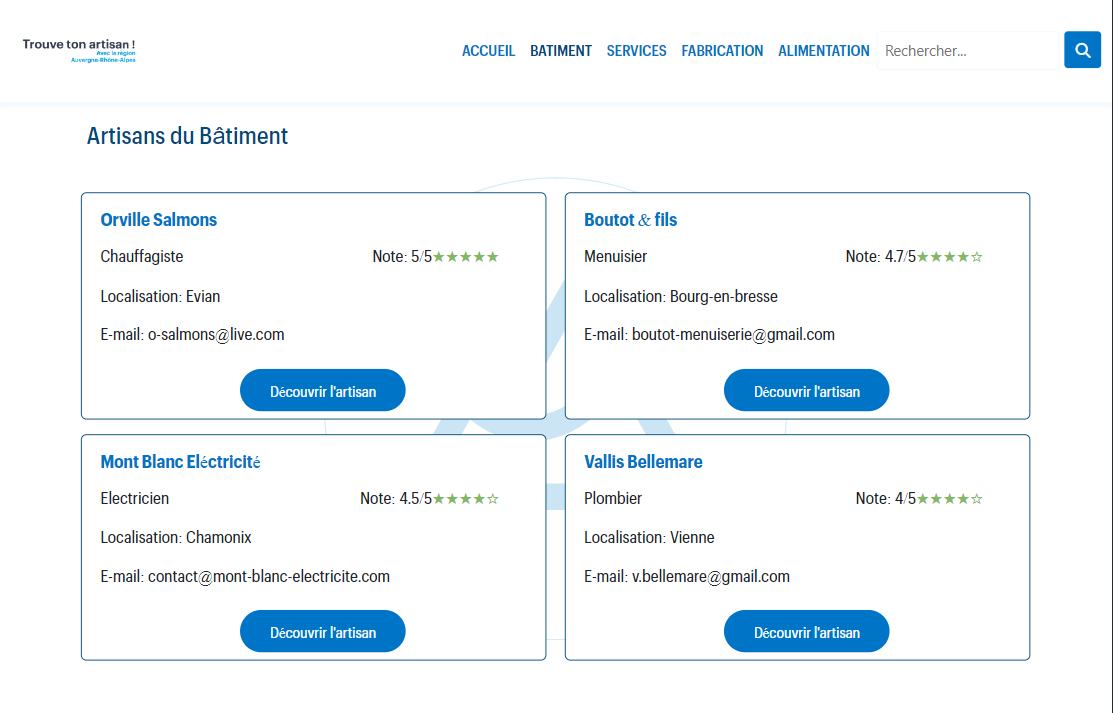 Trouve ton artisan !
Avec la région
Auvergne-Rhône-Alpes
ACCUEIL BATIMENT SERVICES FABRICATION ALIMENTATION Rechercher...
Artisans du Bâtiment
Orville Salmons
Chauffagiste Note: 5/5★★★★★
Localisation: Evian
E-mail: o-salmons@live.com
Découvrir l'artisan
Boutot & fils
Menuisier Note: 4.7/5★★★★☆
Localisation: Bourg-en-bresse
E-mail: boutot-menuiserie@gmail.com
Découvrir l'artisan
Mont Blanc Eléctricité
Electricien Note: 4.5/5★★★★☆
Localisation: Chamonix
E-mail: contact@mont-blanc-electricite.com
Découvrir l'artisan
Vallis Bellemare
Plombier Note: 4/5★★★★☆
Localisation: Vienne
E-mail: v.bellemare@gmail.com
Découvrir l'artisan